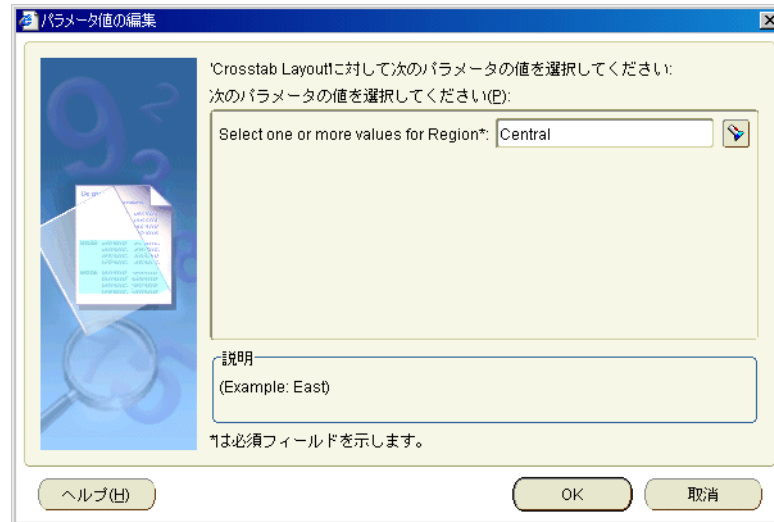 パラメータ値の編集
'Crosstab Layout'に対して次のパラメータの値を選択してください:
次のパラメータの値を選択してください(P):
Select one or more values for Region*: Central
説明
(Example: East)
*は必須フィールドを示します。
ヘルプ(H) OK 取消